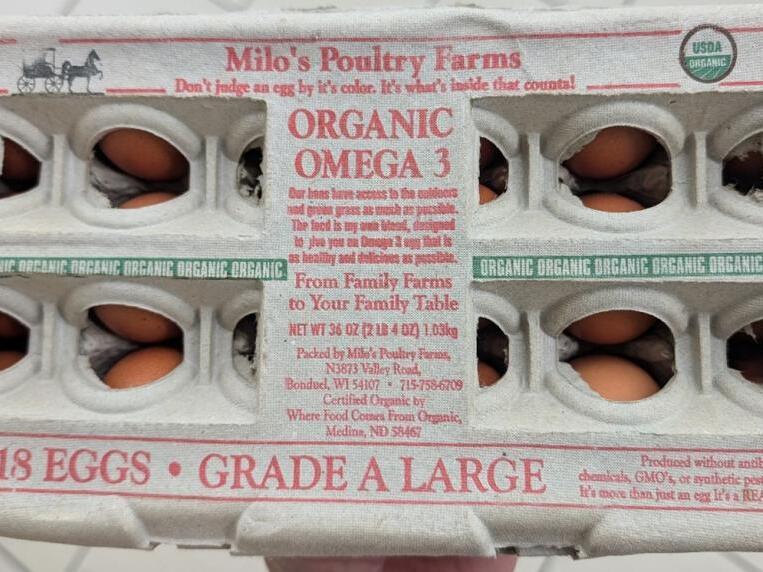 Milo's Poultry Farms
Don't judge an egg by it's color. It's what's inside that counts!
USDA
ORGANIC
ORGANIC
OMEGA 3
Our hens have access to the outdoors
and green grass as much as possible.
The feed is my own blend, designed
to give you an Omega 3 egg that is
as healthy and delicious as possible.
ORGANIC ORGANIC ORGANIC ORGANIC
ORGANIC ORGANIC ORGANIC ORGANIC ORGANIC
From Family Farms
to Your Family Table
NET WT 36 OZ (2 LB 4 OZ) 1.03kg
Packed by Milo's Poultry Farms,
N3873 Valley Road,
Bonduel, WI 54107 • 715-758-6709
Certified Organic by
Where Food Comes From Organic,
Medina, ND 58467
18 EGGS • GRADE A LARGE
Produced without
chemicals, GMO's, or synthetic
It's more than just an egg It's a